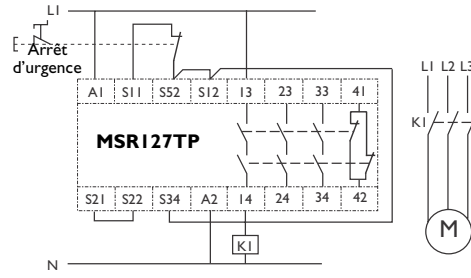 L1
Arrêt
d'urgence
A1 S11 S52 S12 13 23 33 41
L1 L2 L3
K1
MSR127TP
S21 S22 S34 A2 14 24 34 42
M
K1
N